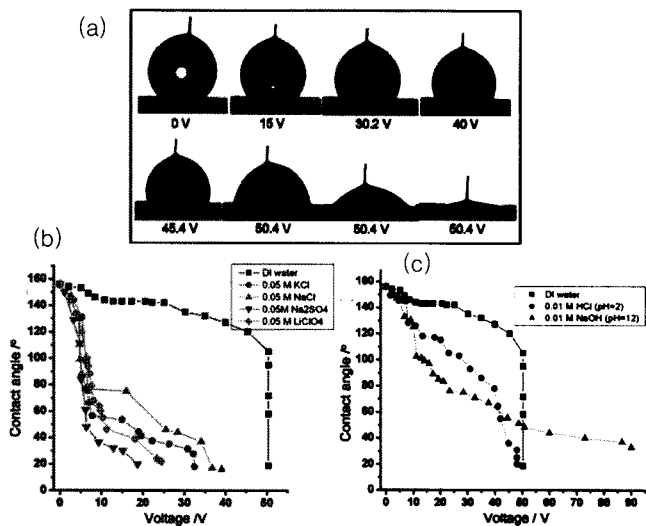 (a)
0 V 15 V 30.2 V 40 V
45.4 V 50.4 V 50.4 V 50.4 V
(b)
DI water
0.05 M KCl
0.05 M NaCl
0.05M Na2SO4
0.05 M LiClO4
160
140
120
100
80
60
40
20
0
Contact angle /°
0 10 20 30 40 50
Voltage /V
(c)
DI water
0.01 M HCl (pH=2)
0.01 M NaOH (pH=12)
160
140
120
100
80
60
40
20
0
Contact angle /°
0 10 20 30 40 50 60 70 80 90
Voltage /V